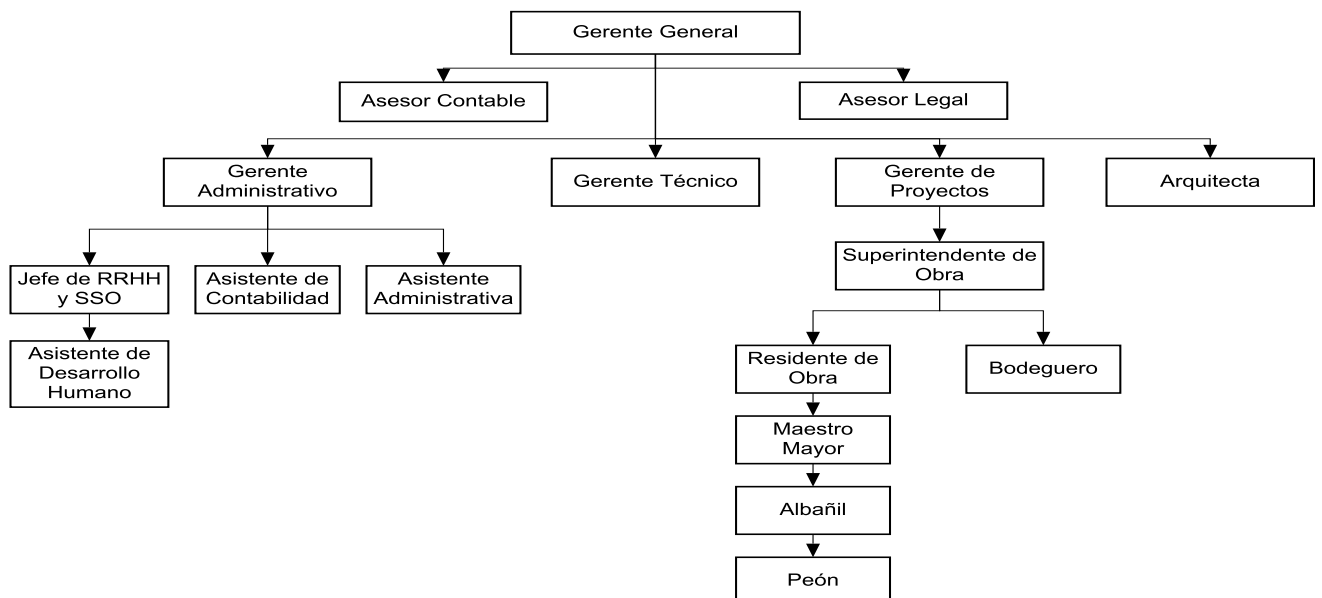 Gerente General
Asesor Contable
Asesor Legal
Gerente
Administrativo
Gerente Técnico
Gerente de
Proyectos
Arquitecta
Jefe de RRHH
y SSO
Asistente de
Contabilidad
Asistente
Administrativa
Superintendente de
Obra
Asistente de
Desarrollo
Humano
Residente de
Obra
Bodeguero
Maestro
Mayor
Albañil
Peón